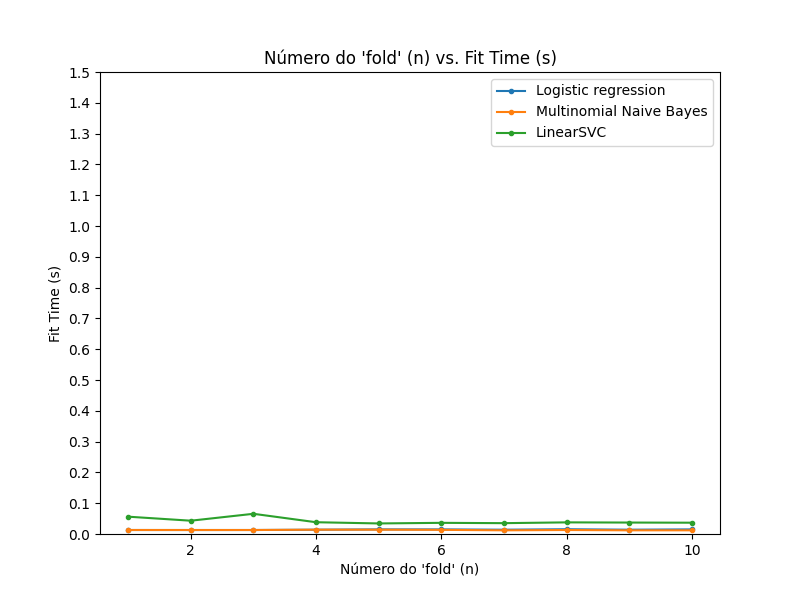 Número do 'fold' (n) vs. Fit Time (s)
1.5
1.4
1.3
1.2
1.1
1.0
0.9
0.8
0.7
0.6
0.5
0.4
0.3
0.2
0.1
0.0
Fit Time (s)
Logistic regression
Multinomial Naive Bayes
LinearSVC
2 4 6 8 10
Número do 'fold' (n)